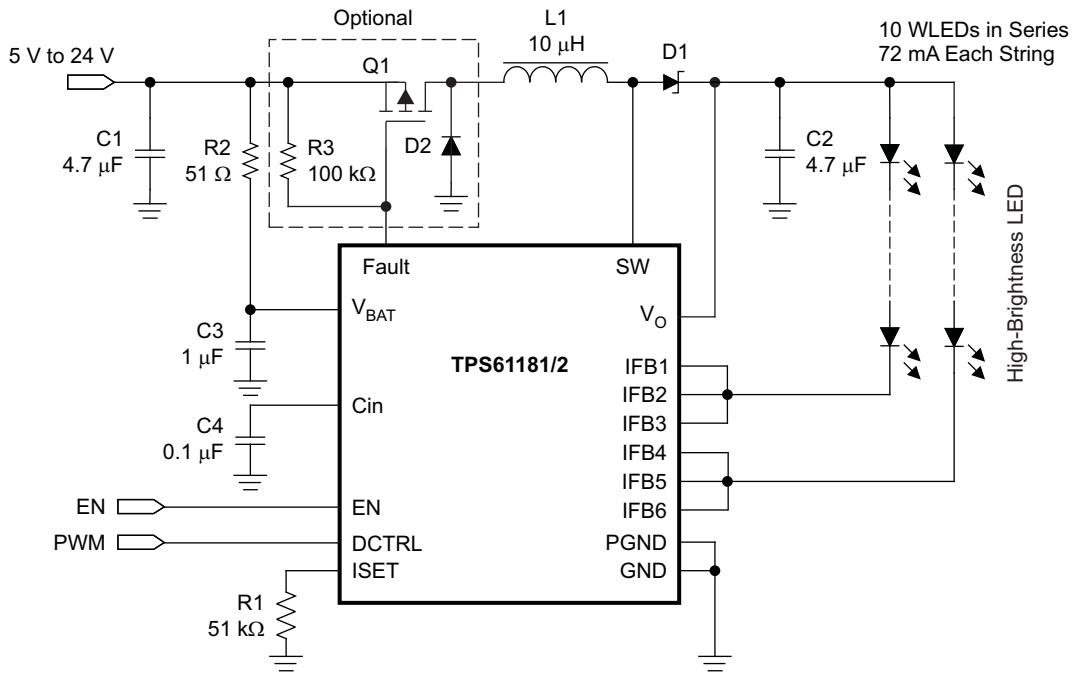 Optional
L1
10 μH
10 WLEDs in Series
72 mA Each String
5 V to 24 V
Q1
D1
C1
4.7 μF
R2
51 Ω
R3
100 kΩ
D2
C2
4.7 μF
High-Brightness LED
Fault
SW
VBAT
VO
C3
1 μF
TPS61181/2
IFB1
IFB2
IFB3
Cin
C4
0.1 μF
IFB4
IFB5
IFB6
EN
EN
PWM
DCTRL
PGND
ISET
GND
R1
51 kΩ